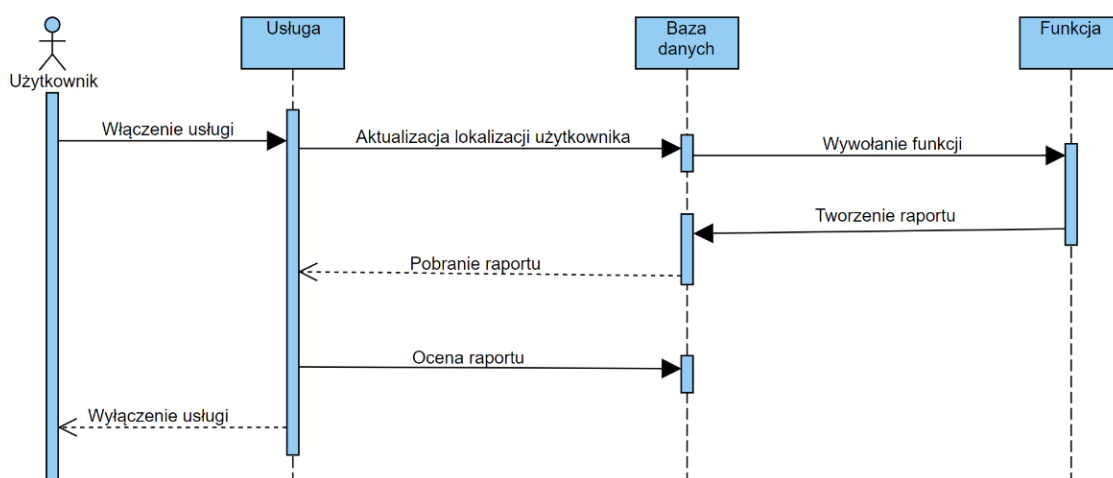 Usługa
Baza
danych
Funkcja
Użytkownik
Włączenie usługi
Aktualizacja lokalizacji użytkownika
Wywołanie funkcji
Tworzenie raportu
Pobranie raportu
Ocena raportu
Wyłączenie usługi